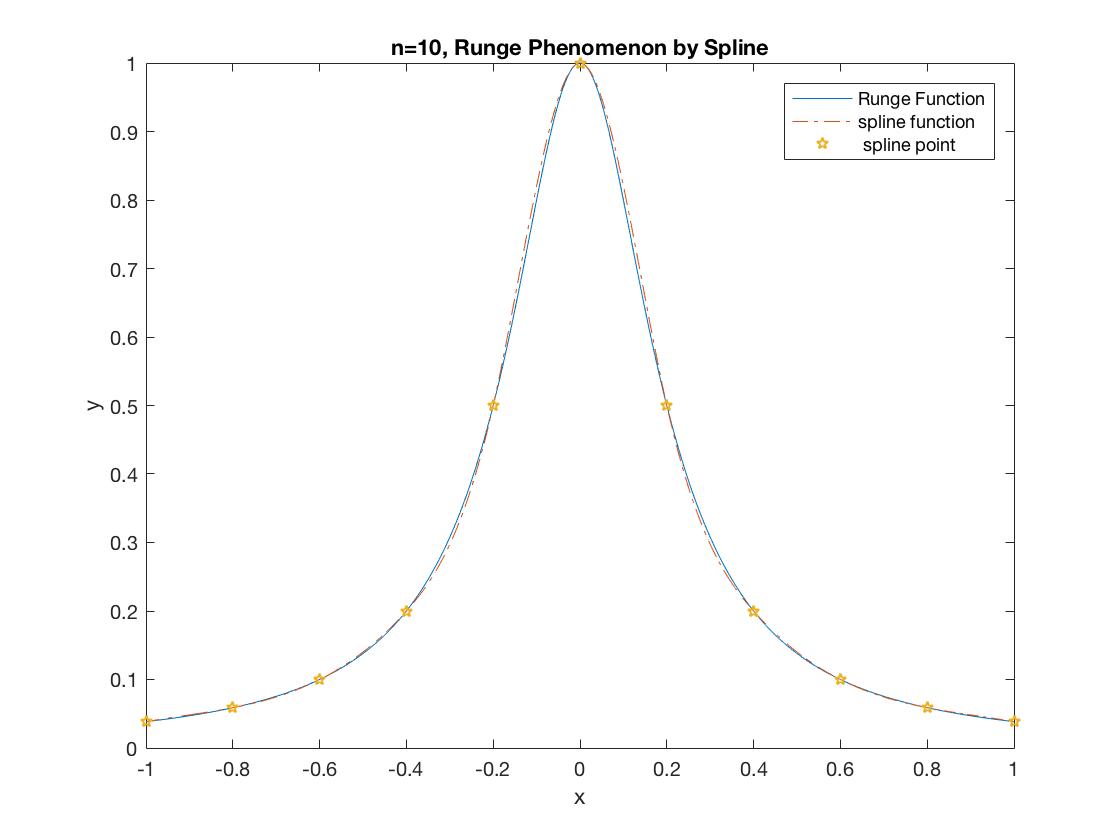 n=10, Runge Phenomenon by Spline
Runge Function
spline function
spline point
1
0.9
0.8
0.7
0.6
0.5
0.4
0.3
0.2
0.1
0
y
-1 -0.8 -0.6 -0.4 -0.2 0 0.2 0.4 0.6 0.8 1
x